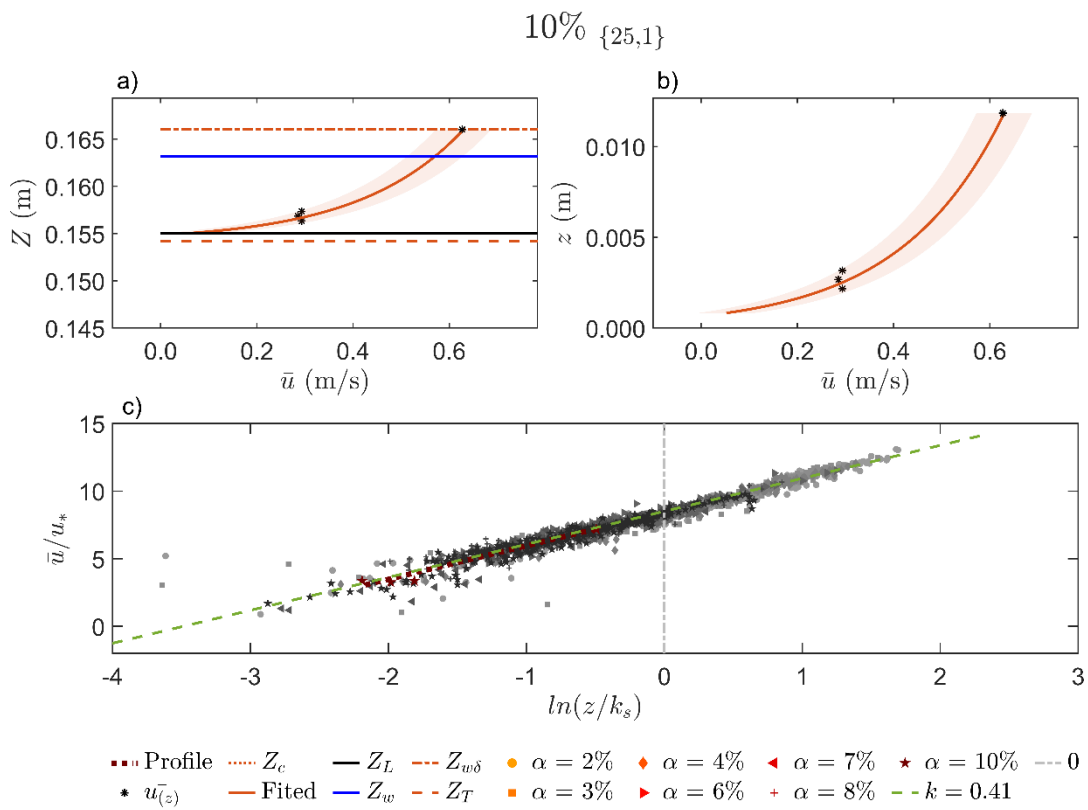 10% {25,1}
a)
b)
Z (m)
0.165
0.160
0.155
0.150
0.145
0.0 0.2 0.4 0.6
ū (m/s)
z (m)
0.010
0.005
0.000
0.0 0.2 0.4 0.6
ū (m/s)
c)
ū/u*
15
10
5
0
-4 -3 -2 -1 0 1 2 3
ln(z/ks)
Profile Zc ZL Zwδ α = 2% α = 4% α = 7% α = 10% 0
u(̄z) Fited Zw ZT α = 3% α = 6% α = 8% k = 0.41